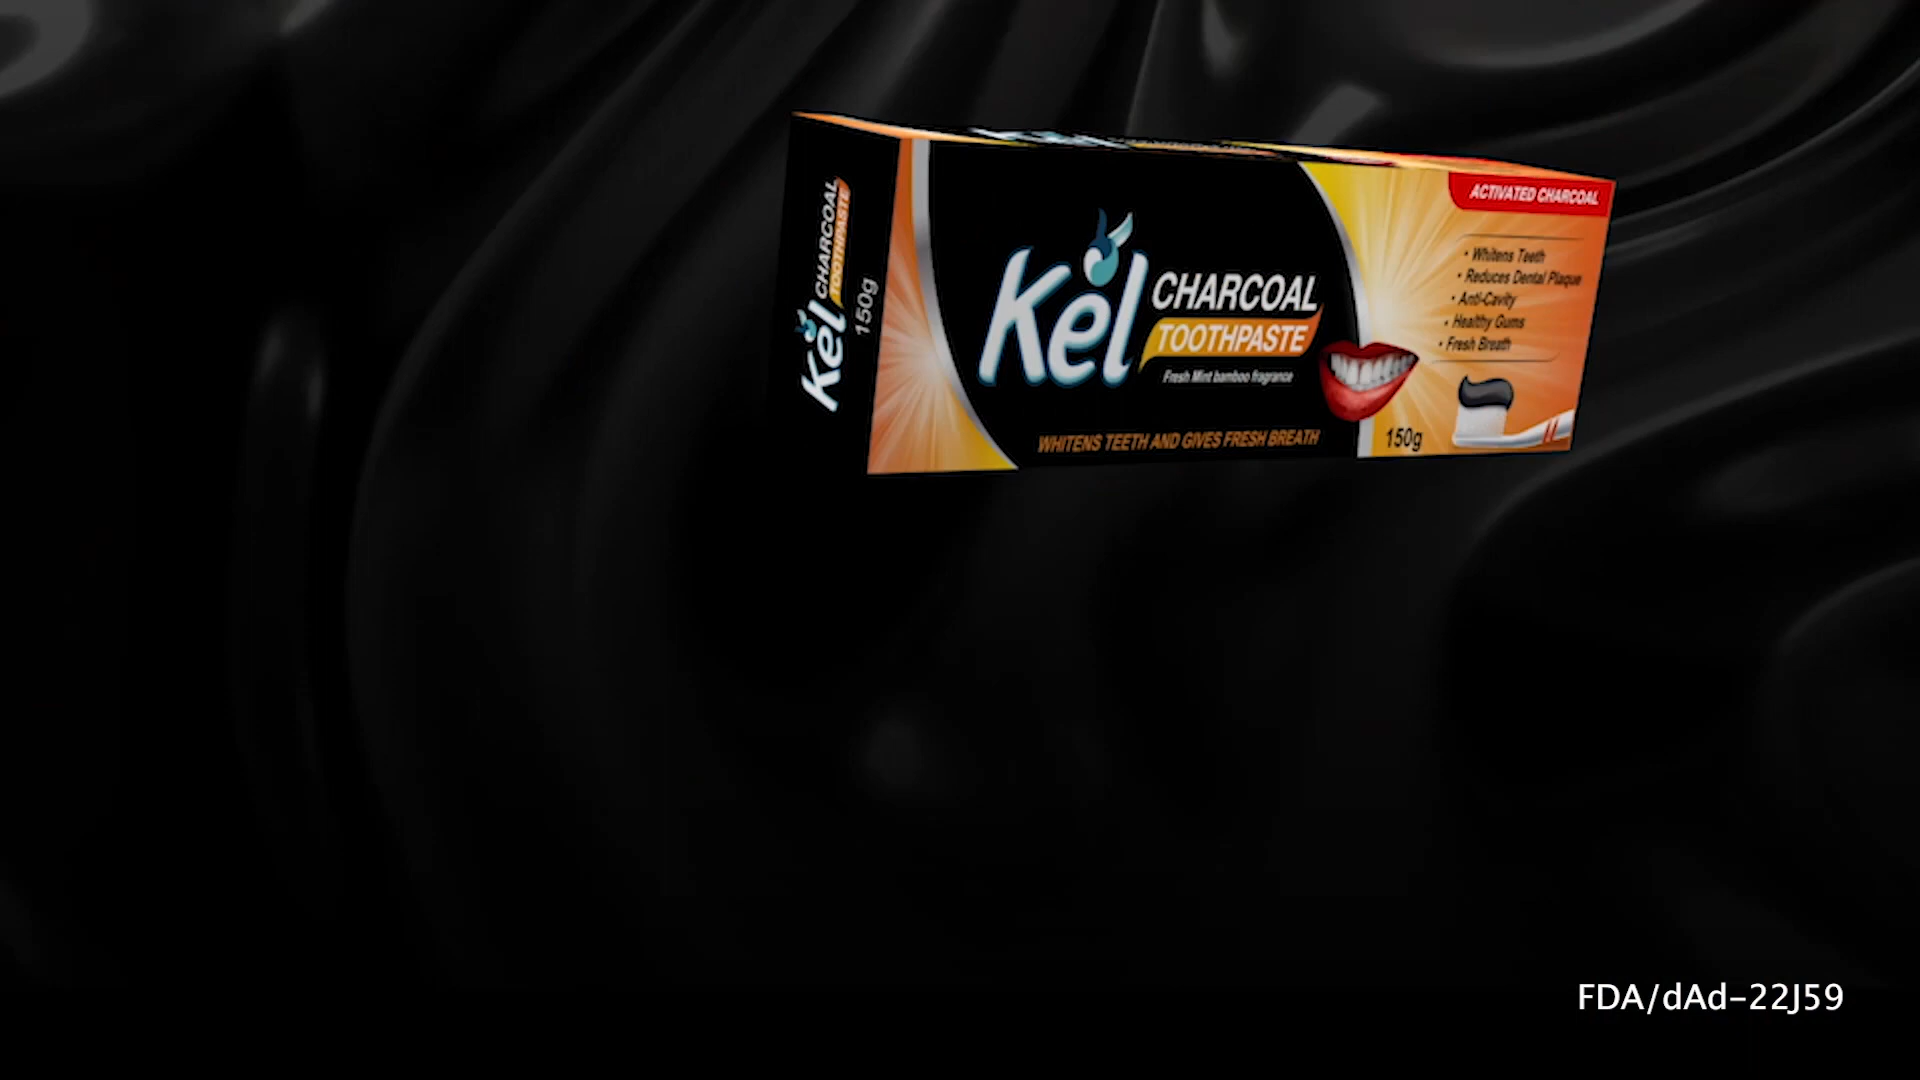 Kel
CHARCOAL
TOOTHPASTE
150g
Kel
CHARCOAL
TOOTHPASTE
Fresh Mint bamboo fragrance
WHITENS TEETH AND GIVES FRESH BREATH
ACTIVATED CHARCOAL
• Whitens Teeth
• Reduces Dental Plaque
• Anti-Cavity
• Healthy Gums
• Fresh Breath
150g
FDA/dAd-22J59